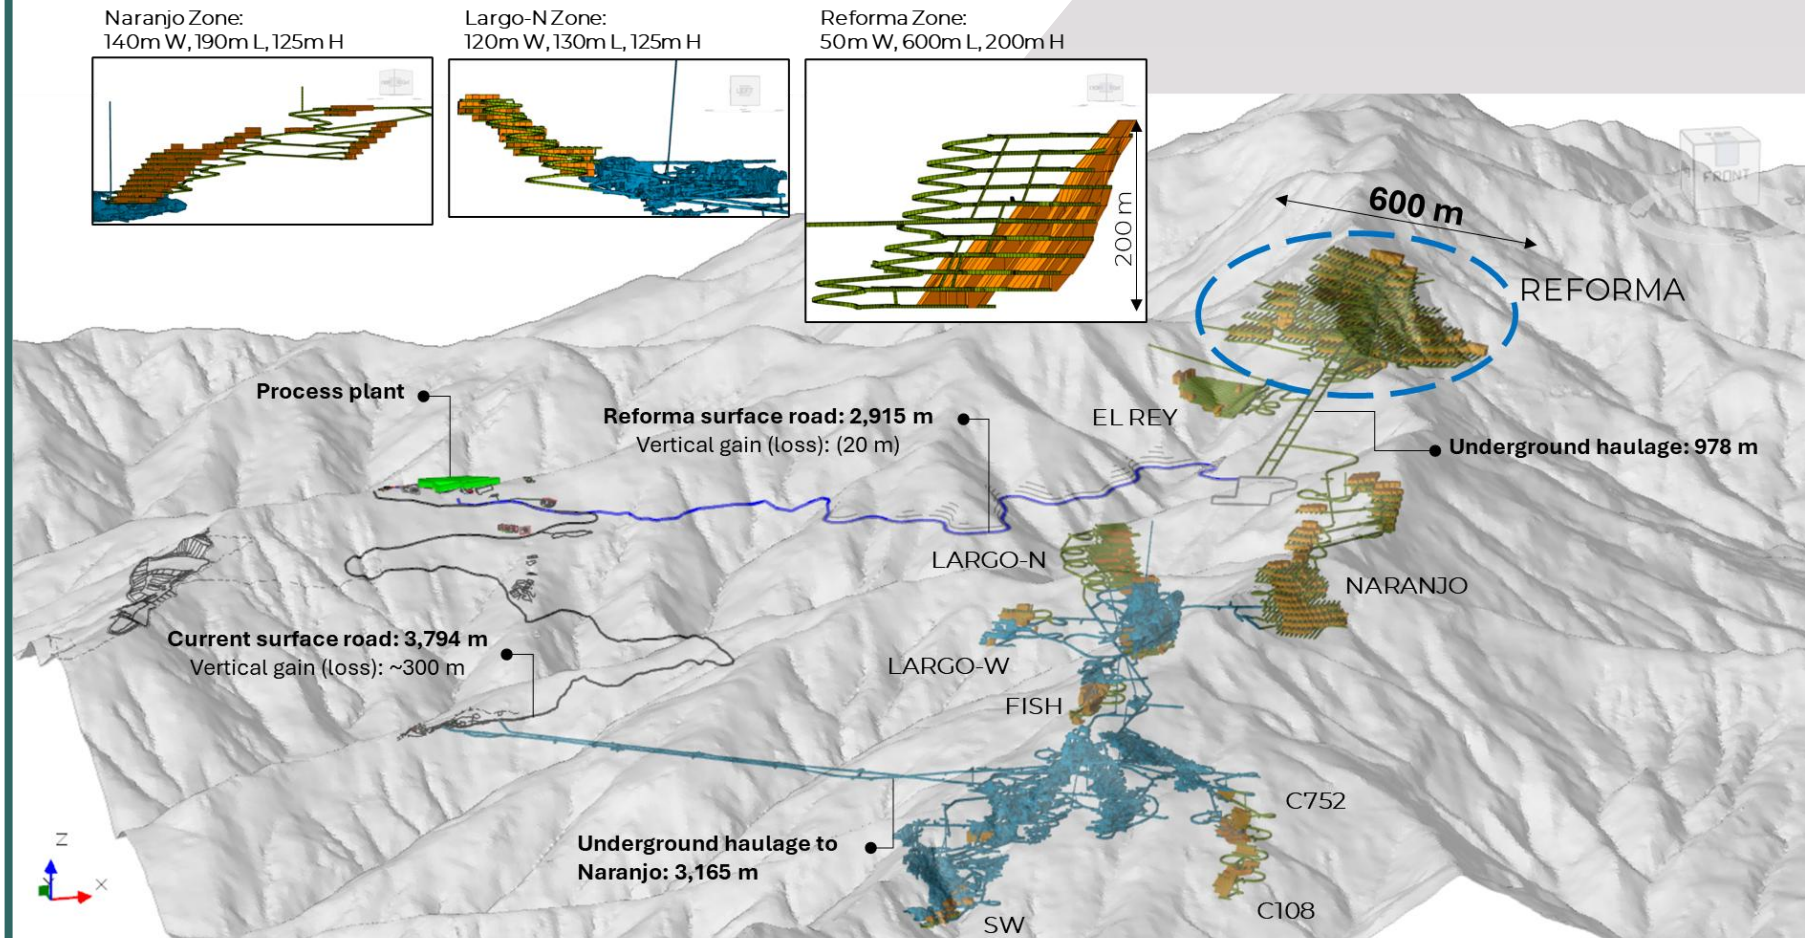 Naranjo Zone:
140m W, 190m L, 125m H
Largo-N Zone:
120m W, 130m L, 125m H
Reforma Zone:
50m W, 600m L, 200m H
200 m
600 m
TOP
FRONT
REFORMA
Process plant
Reforma surface road: 2,915 m
Vertical gain (loss): (20 m)
EL REY
Underground haulage: 978 m
LARGO-N
NARANJO
Current surface road: 3,794 m
Vertical gain (loss): ~300 m
LARGO-W
FISH
C752
Underground haulage to
Naranjo: 3,165 m
C108
SW
Z
X